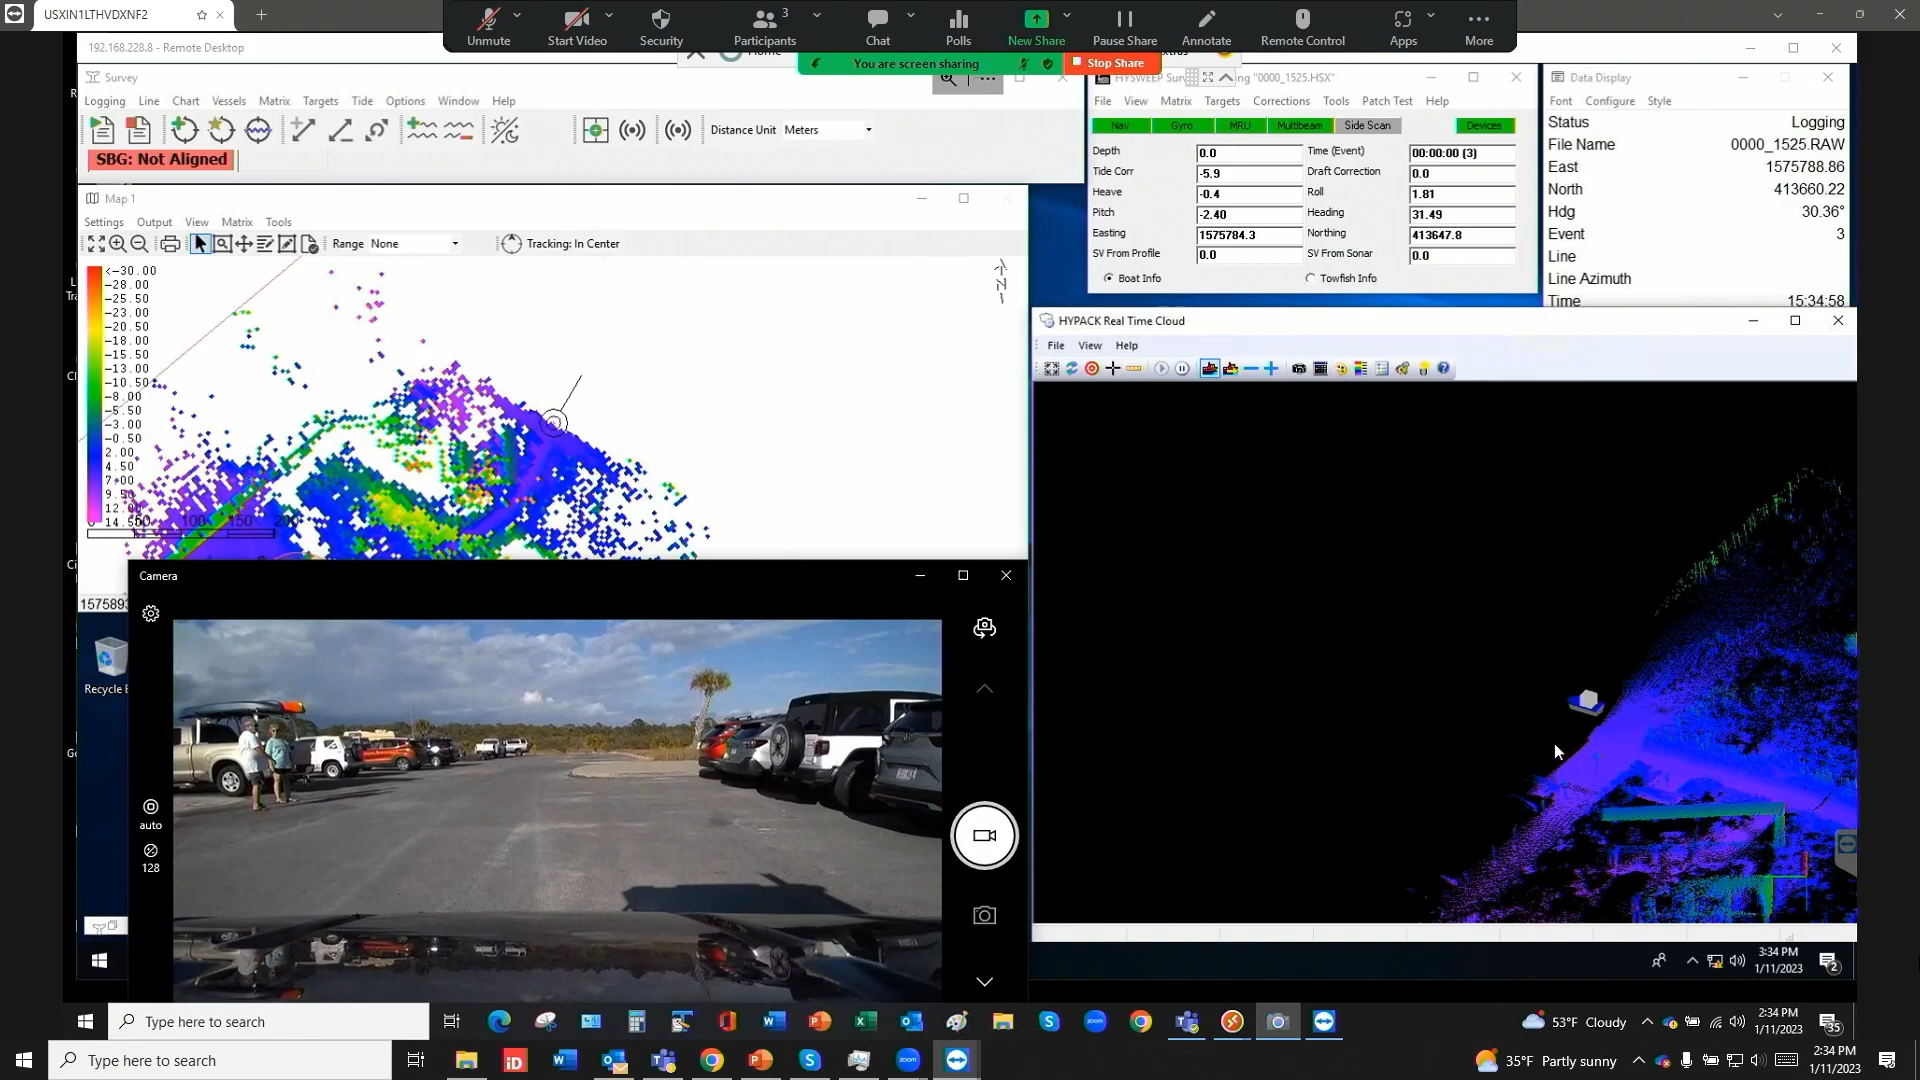 USXIN1LTHVDXNF2
Unmute
Start Video
Security
Participants
3
Chat
Polls
New Share
Pause Share
Annotate
Remote Control
Apps
More
192.168.228.8 - Remote Desktop
You are screen sharing
Stop Share
Survey
Logging Line Chart Vessels Matrix Targets Tide Options Window Help
Distance Unit Meters
SBG: Not Aligned
"0000_1525.HSX"
File View Matrix Targets Corrections Tools Patch Test Help
Nav Gyro MRU Multibeam Side Scan Devices
Depth 0.0 Time (Event) 00:00:00 (3)
Tide Corr -5.9 Draft Correction 0.0
Heave -0.4 Roll 1.81
Pitch -2.40 Heading 31.49
Easting 1575784.3 Northing 413647.8
SV From Profile 0.0 SV From Sonar 0.0
Boat Info Towfish Info
Data Display
Font Configure Style
Status Logging
File Name 0000_1525.RAW
East 1575788.86
North 413660.22
Hdg 30.36°
Event 3
Line
Line Azimuth
Time 15:34:58
Map 1
Settings Output View Matrix Tools
Range None Tracking: In Center
<-30.00
-28.00
-25.50
-23.00
-20.50
-18.00
-15.50
-13.00
-10.50
-8.00
-5.50
-3.00
-0.50
2.00
4.50
7.00
9.50
100 150 200
N
HYPACK Real Time Cloud
File View Help
Camera
auto
128
3:34 PM
1/11/2023
2
Type here to search
53°F Cloudy
2:34 PM
1/11/2023
35
Type here to search
35°F Partly sunny
2:34 PM
1/11/2023